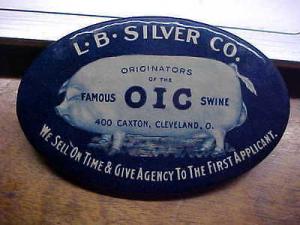 L·B· SILVER CO.
ORIGINATORS
OF THE
FAMOUS OIC SWINE
400 CAXTON, CLEVELAND, O.
WE SELL ON TIME & GIVE AGENCY TO THE FIRST APPLICANT.